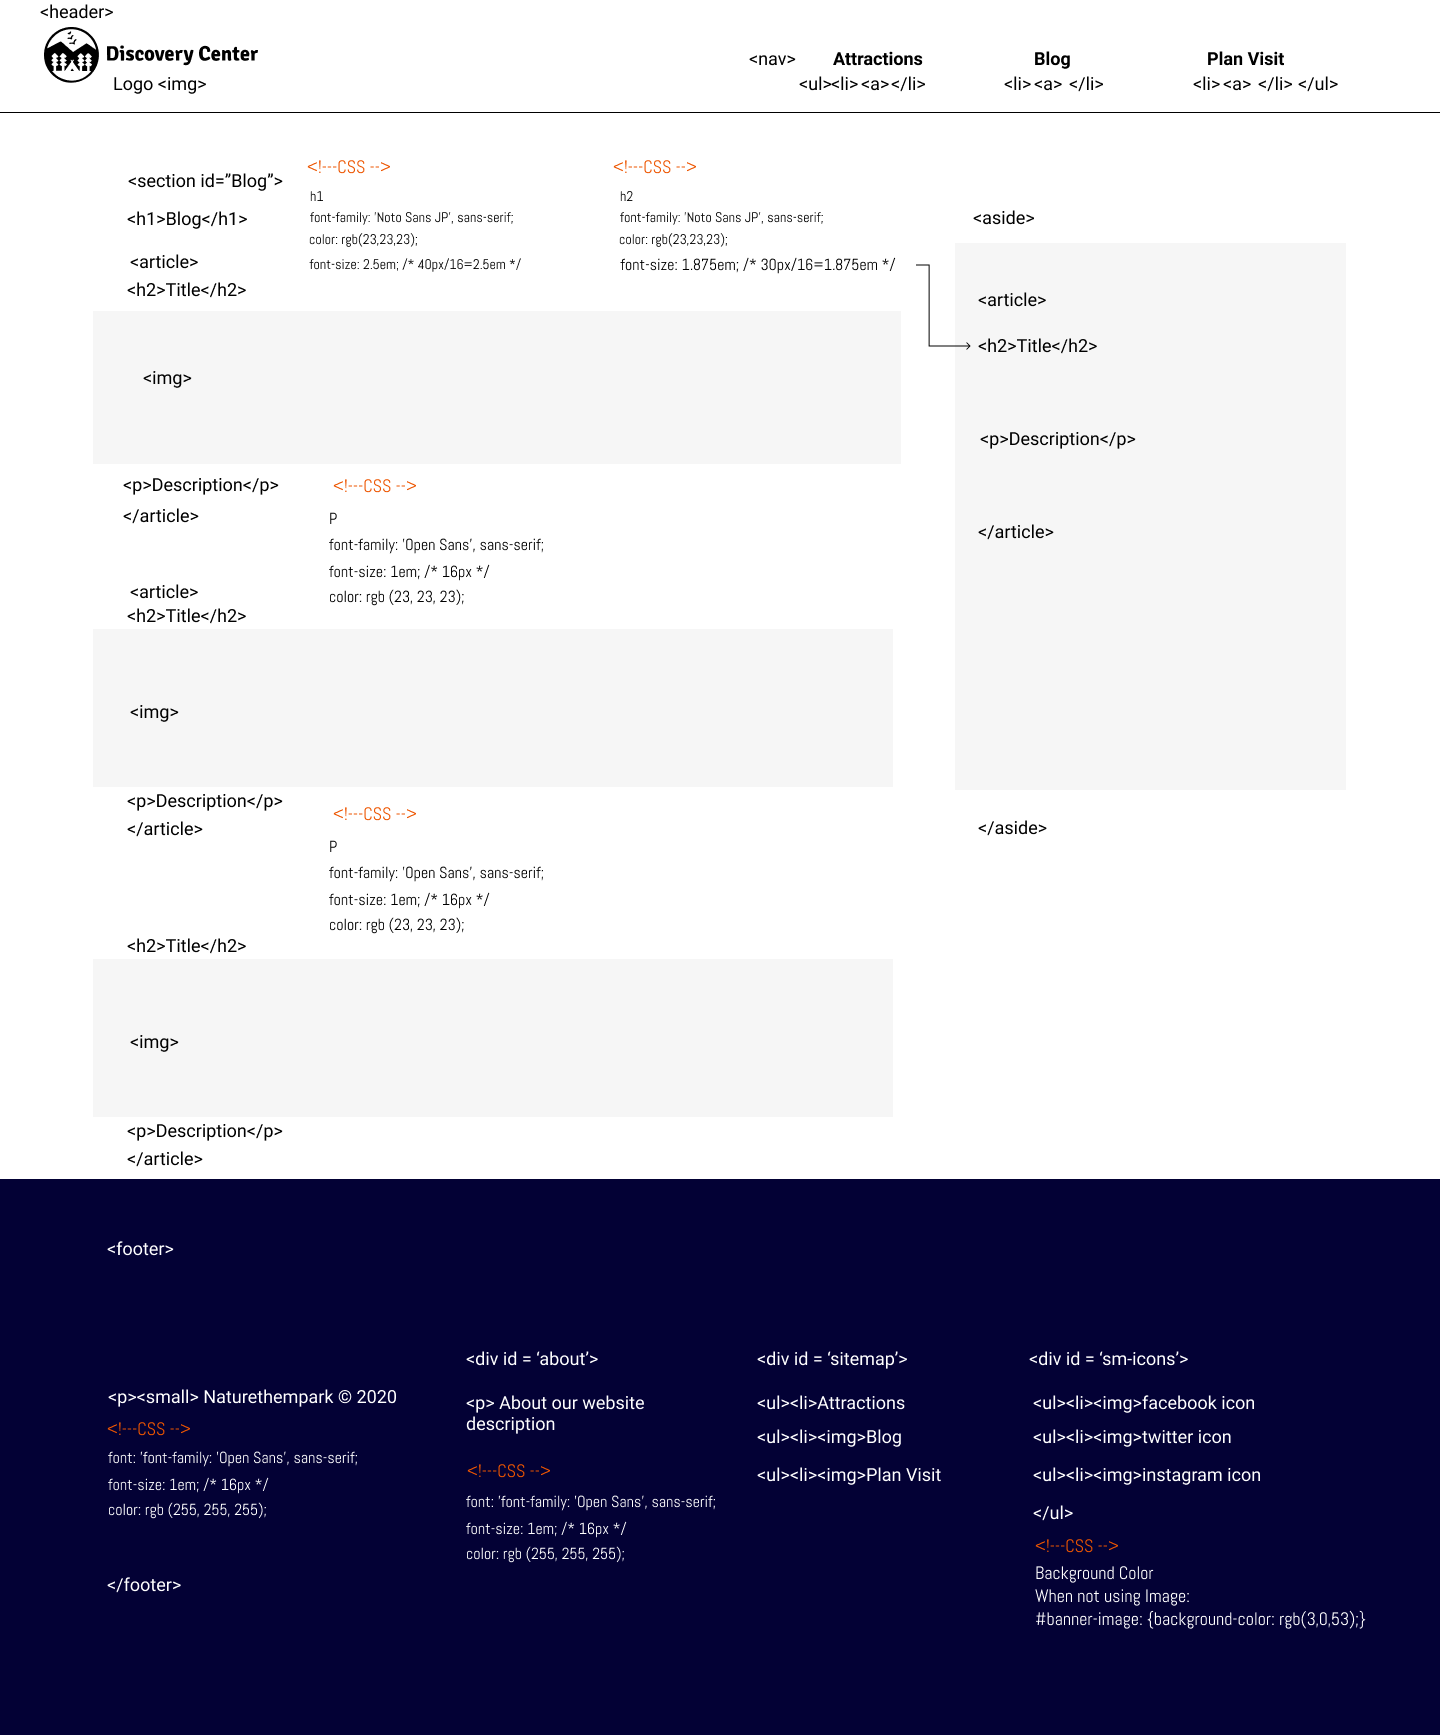 <header>
Discovery Center
Logo <img>
<nav> Attractions Blog Plan Visit
<ul><li> <a> </li> <li> <a> </li> <li> <a> </li> </ul>
<section id=”Blog”>
<h1>Blog</h1>
<article>
<h2>Title</h2>
<!---CSS -->
h1
font-family: 'Noto Sans JP', sans-serif;
color: rgb(23,23,23);
font-size: 2.5em; /* 40px/16=2.5em */
<!---CSS -->
h2
font-family: 'Noto Sans JP', sans-serif;
color: rgb(23,23,23);
font-size: 1.875em; /* 30px/16=1.875em */
<img>
<p>Description</p>
</article>
<!---CSS -->
P
font-family: 'Open Sans', sans-serif;
font-size: 1em; /* 16px */
color: rgb (23, 23, 23);
<article>
<h2>Title</h2>
<img>
<p>Description</p>
</article>
<!---CSS -->
P
font-family: 'Open Sans', sans-serif;
font-size: 1em; /* 16px */
color: rgb (23, 23, 23);
<h2>Title</h2>
<img>
<p>Description</p>
</article>
<aside>
<article>
<h2>Title</h2>
<p>Description</p>
</article>
</aside>
<footer>
<p><small> Naturethempark © 2020
<!---CSS -->
font: 'font-family: 'Open Sans', sans-serif;
font-size: 1em; /* 16px */
color: rgb (255, 255, 255);
</footer>
<div id = ‘about’>
<p> About our website
description
<!---CSS -->
font: 'font-family: 'Open Sans', sans-serif;
font-size: 1em; /* 16px */
color: rgb (255, 255, 255);
<div id = ‘sitemap’>
<ul><li>Attractions
<ul><li><img>Blog
<ul><li><img>Plan Visit
<div id = ‘sm-icons’>
<ul><li><img>facebook icon
<ul><li><img>twitter icon
<ul><li><img>instagram icon
</ul>
<!---CSS -->
Background Color
When not using Image:
#banner-image: {background-color: rgb(3,0,53);}